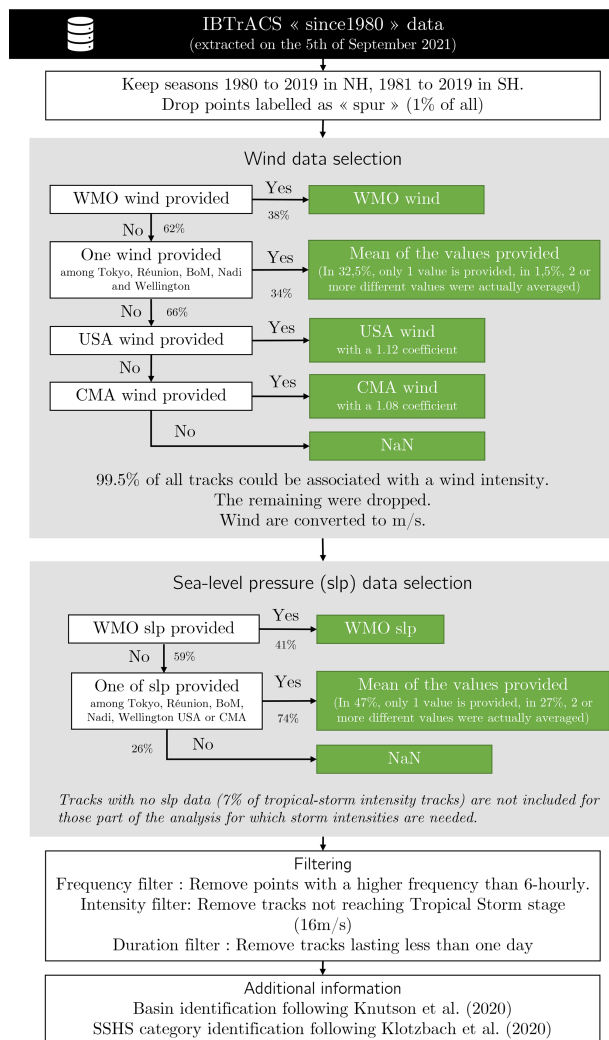 IBTrACS « since1980 » data
(extracted on the 5th of September 2021)
Keep seasons 1980 to 2019 in NH, 1981 to 2019 in SH.
Drop points labelled as « spur » (1% of all)
Wind data selection
WMO wind provided
Yes
38%
WMO wind
No
62%
One wind provided
among Tokyo, Réunion, BoM, Nadi
and Wellington
Yes
34%
Mean of the values provided
(In 32,5%, only 1 value is provided, in 1,5%, 2 or
more different values were actually averaged)
No
66%
USA wind provided
Yes
USA wind
with a 1.12 coefficient
No
CMA wind provided
Yes
CMA wind
with a 1.08 coefficient
No
NaN
99.5% of all tracks could be associated with a wind intensity.
The remaining were dropped.
Wind are converted to m/s.
Sea-level pressure (slp) data selection
WMO slp provided
Yes
41%
WMO slp
No
59%
One of slp provided
among Tokyo, Réunion, BoM,
Nadi, Wellington USA or CMA
Yes
74%
Mean of the values provided
(In 47%, only 1 value is provided, in 27%, 2 or
more different values were actually averaged)
26%
No
NaN
Tracks with no slp data (7% of tropical-storm intensity tracks) are not included for
those part of the analysis for which storm intensities are needed.
Filtering
Frequency filter : Remove points with a higher frequency than 6-hourly.
Intensity filter: Remove tracks not reaching Tropical Storm stage
(16m/s)
Duration filter : Remove tracks lasting less than one day
Additional information
Basin identification following Knutson et al. (2020)
SSHS category identification following Klotzbach et al. (2020)